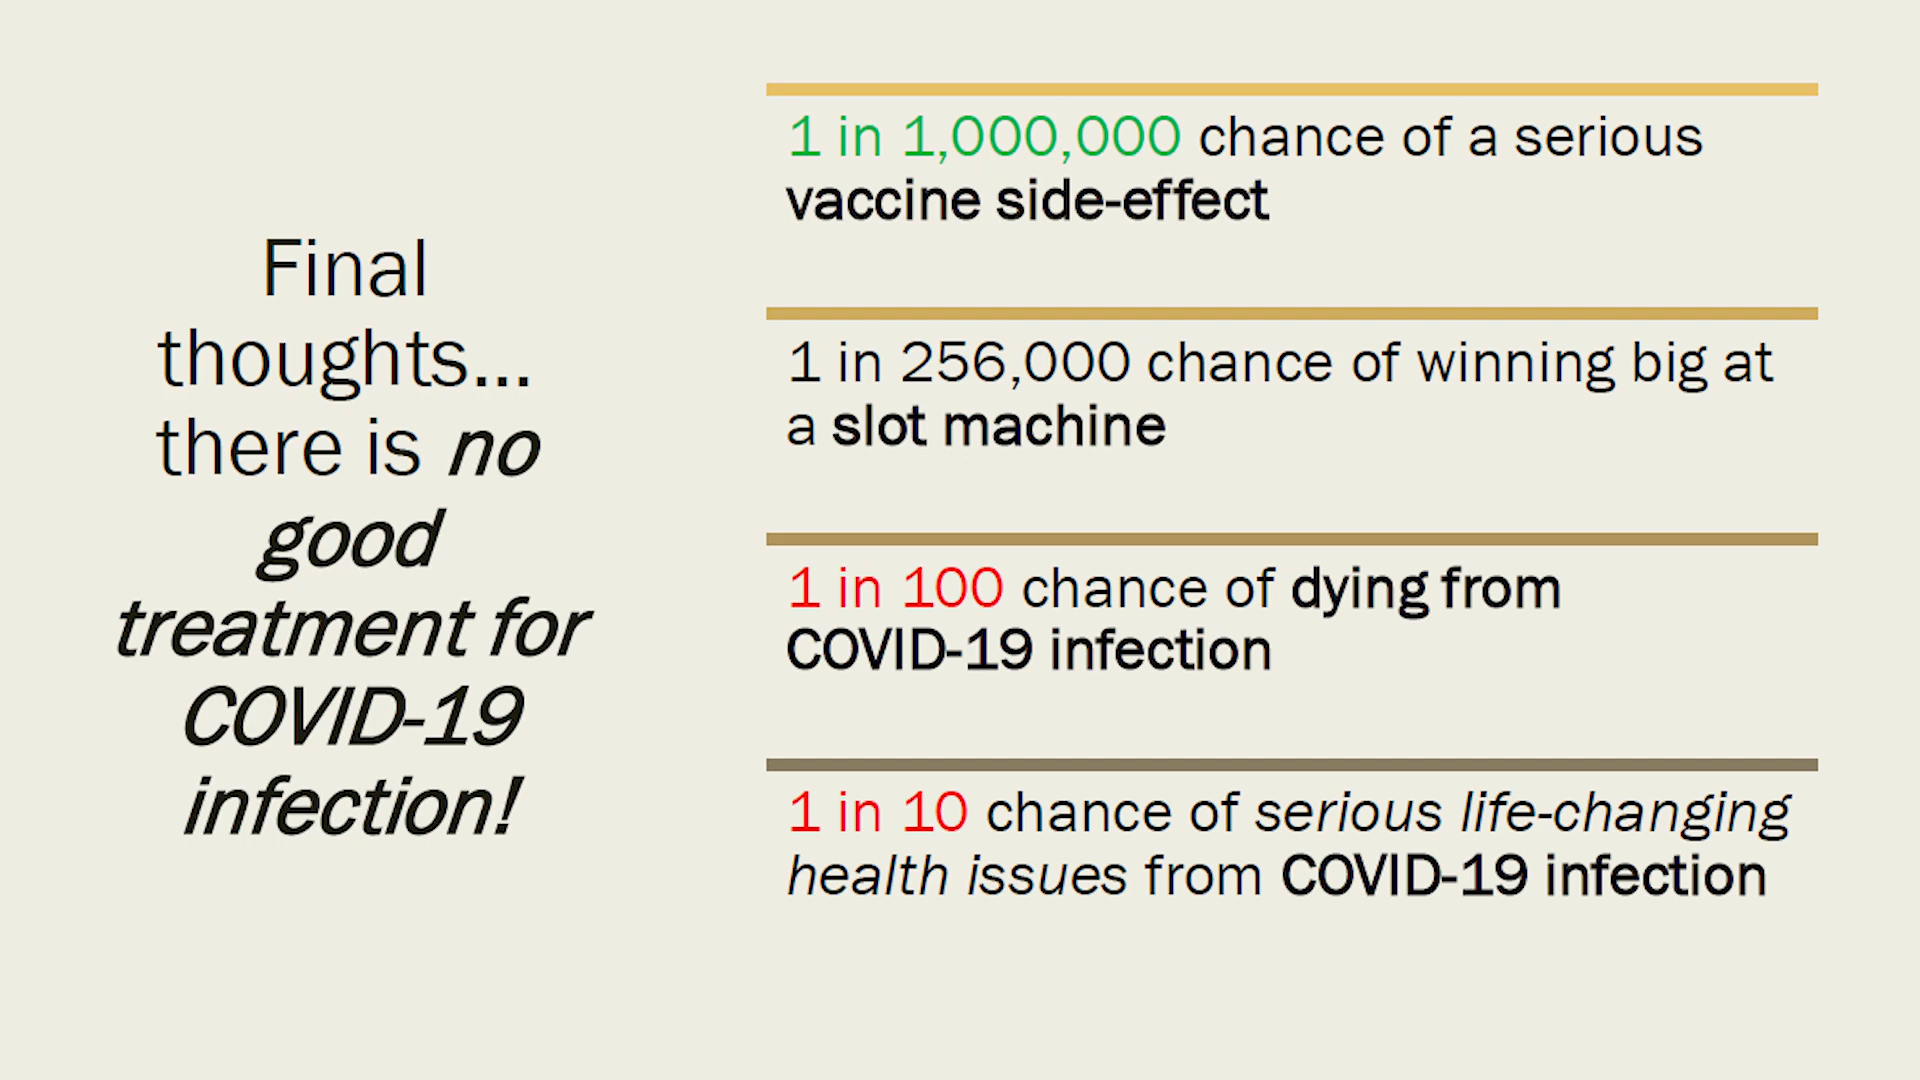 Final
thoughts...
there is no
good
treatment for
COVID-19
infection!
1 in 1,000,000 chance of a serious
vaccine side-effect
1 in 256,000 chance of winning big at
a slot machine
1 in 100 chance of dying from
COVID-19 infection
1 in 10 chance of serious life-changing
health issues from COVID-19 infection